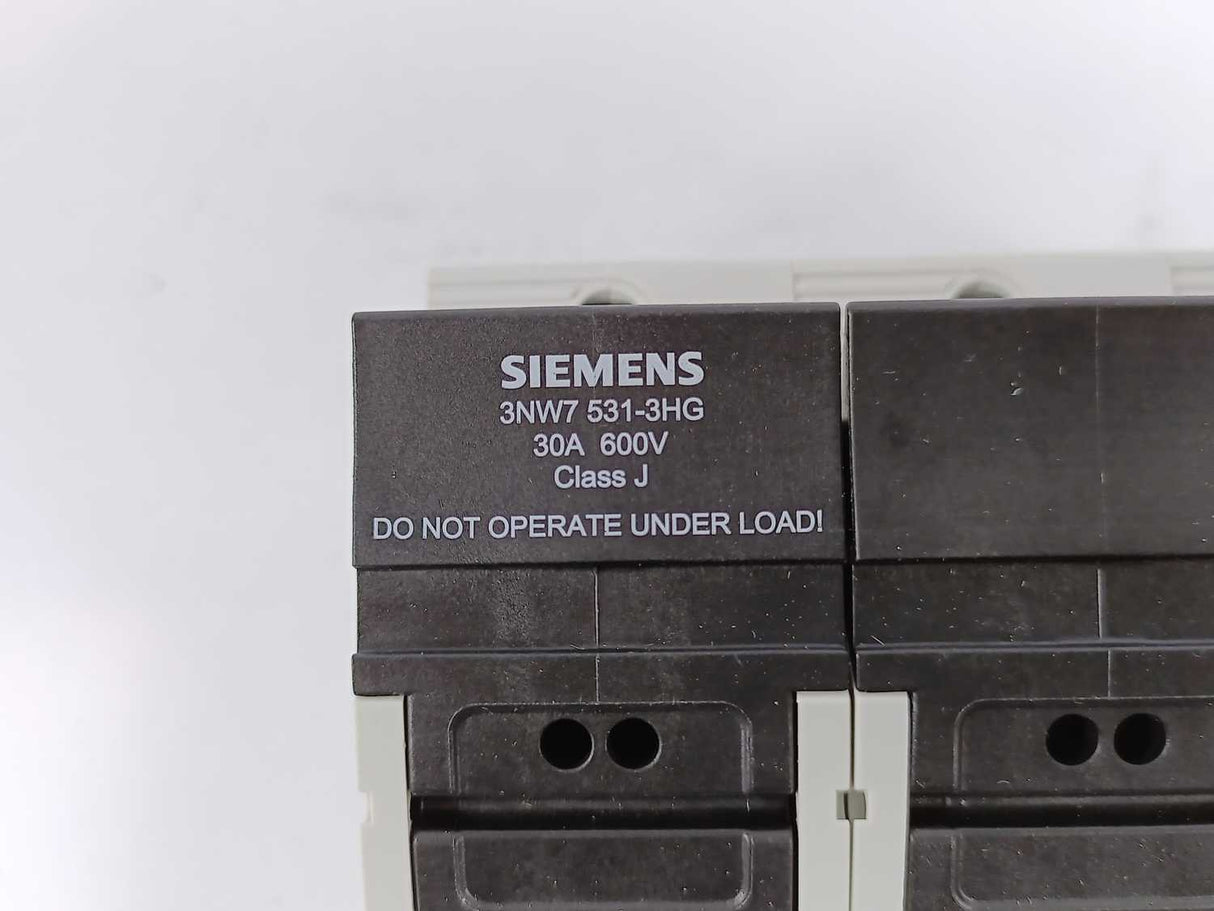 SIEMENS
3NW7 531-3HG
30A 600V
Class J
DO NOT OPERATE UNDER LOAD!